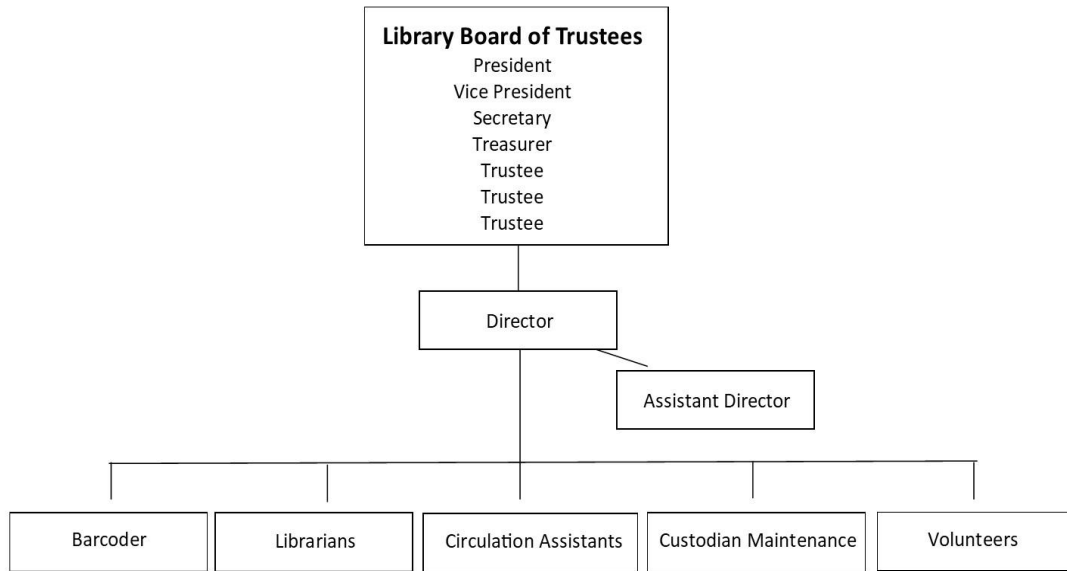 Library Board of Trustees
President
Vice President
Secretary
Treasurer
Trustee
Trustee
Trustee
Director
Assistant Director
Barcoder
Librarians
Circulation Assistants
Custodian Maintenance
Volunteers